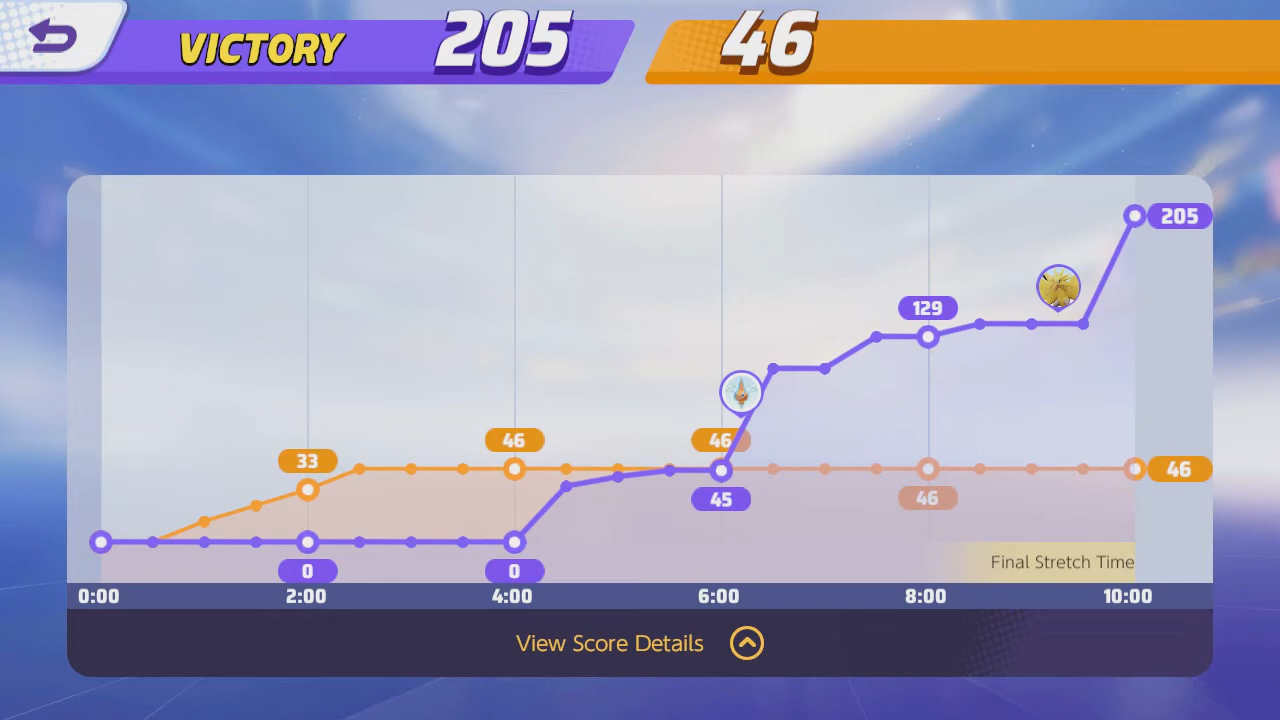 VICTORY 205 46
205
129
46 46
33
46
45 46
0 0
Final Stretch Time
0:00 2:00 4:00 6:00 8:00 10:00
View Score Details